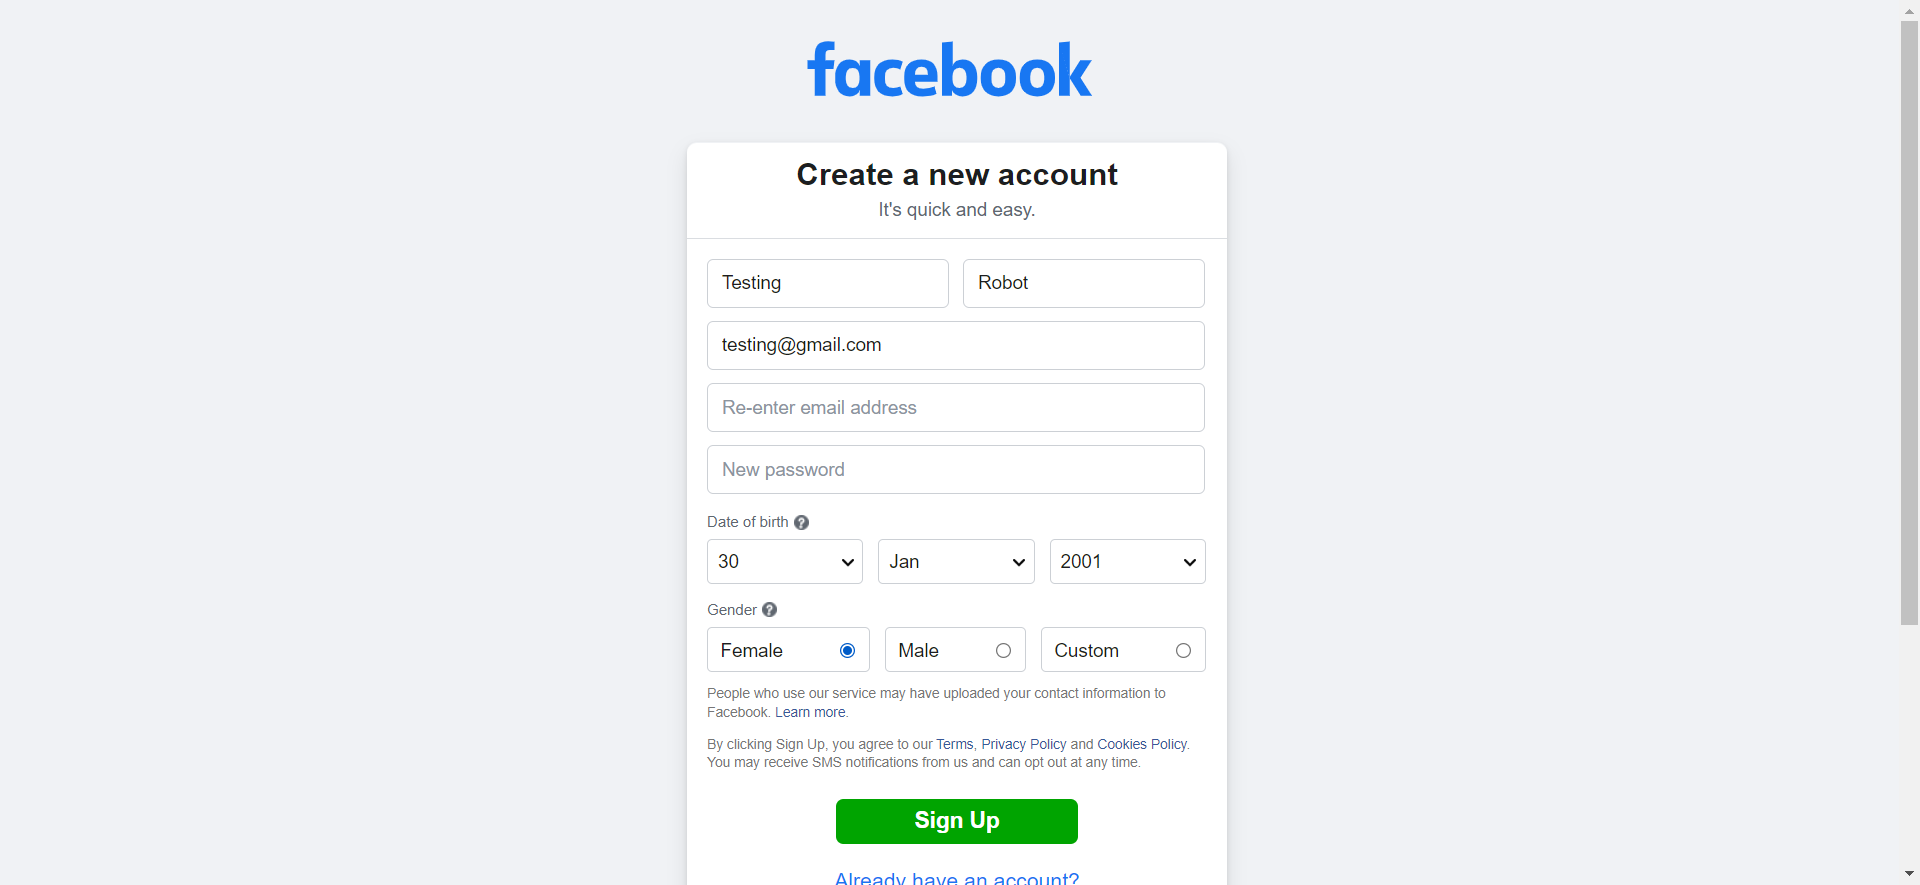 facebook
Create a new account
It's quick and easy.
Testing Robot
testing@gmail.com
Re-enter email address
New password
Date of birth ?
30 Jan 2001
Gender ?
Female Male Custom
People who use our service may have uploaded your contact information to
Facebook. Learn more.
By clicking Sign Up, you agree to our Terms, Privacy Policy and Cookies Policy.
You may receive SMS notifications from us and can opt out at any time.
Sign Up
Already have an account?